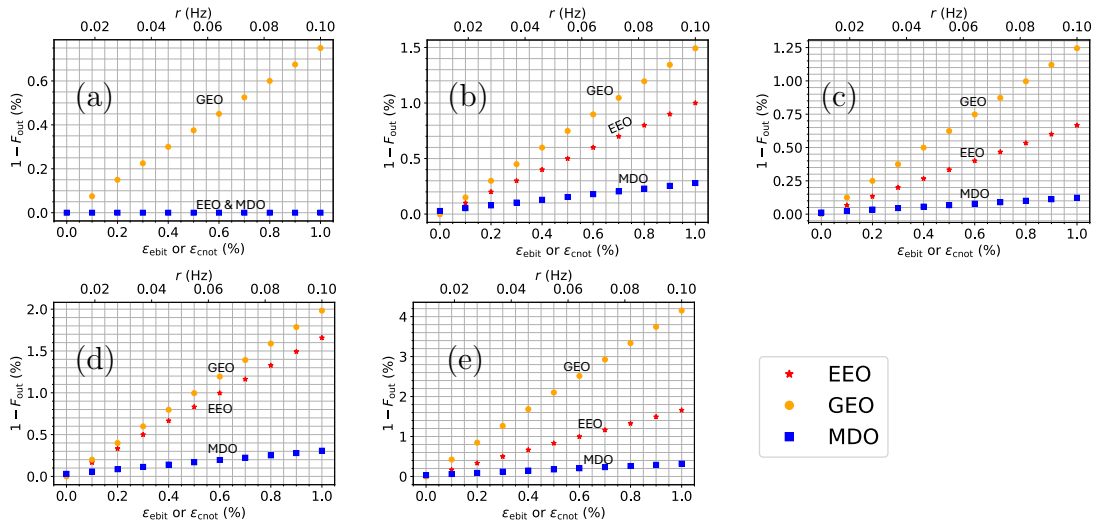 r (Hz)
0.02 0.04 0.06 0.08 0.10
(a)
GEO
EEO & MDO
1 − F_out (%)
0.6
0.4
0.2
0.0
0.0 0.2 0.4 0.6 0.8 1.0
ε_ebit or ε_cnot (%)
r (Hz)
0.02 0.04 0.06 0.08 0.10
(b)
GEO
EEO
MDO
1 − F_out (%)
1.5
1.0
0.5
0.0
0.0 0.2 0.4 0.6 0.8 1.0
ε_ebit or ε_cnot (%)
r (Hz)
0.02 0.04 0.06 0.08 0.10
(c)
GEO
EEO
MDO
1 − F_out (%)
1.25
1.00
0.75
0.50
0.25
0.00
0.0 0.2 0.4 0.6 0.8 1.0
ε_ebit or ε_cnot (%)
r (Hz)
0.02 0.04 0.06 0.08 0.10
(d)
GEO
EEO
MDO
1 − F_out (%)
2.0
1.5
1.0
0.5
0.0
0.0 0.2 0.4 0.6 0.8 1.0
ε_ebit or ε_cnot (%)
r (Hz)
0.02 0.04 0.06 0.08 0.10
(e)
GEO
EEO
MDO
1 − F_out (%)
4
3
2
1
0
0.0 0.2 0.4 0.6 0.8 1.0
ε_ebit or ε_cnot (%)
EEO
GEO
MDO